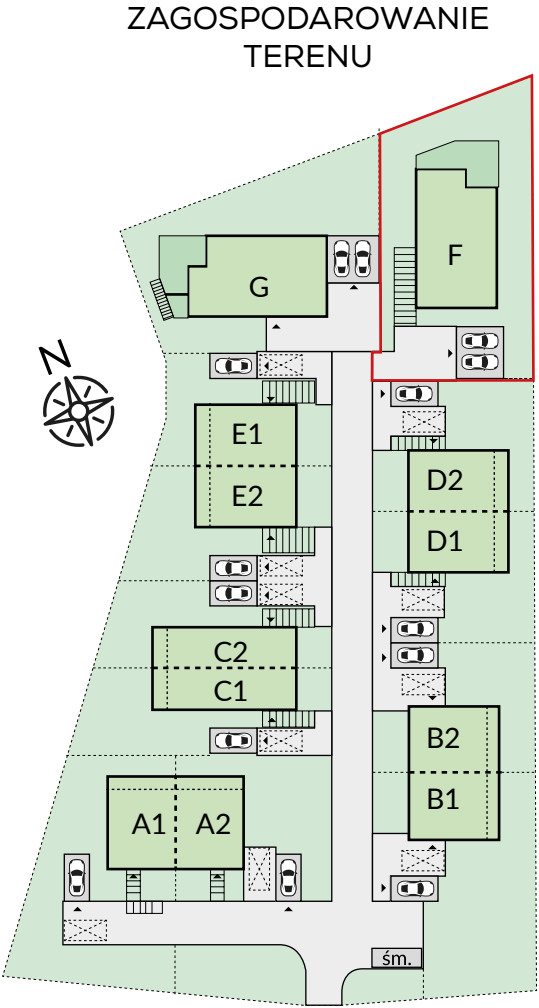 ZAGOSPODAROWANIE
TERENU
F
G
N
E1
E2
D2
D1
C2
C1
B2
B1
A1
A2
śm.